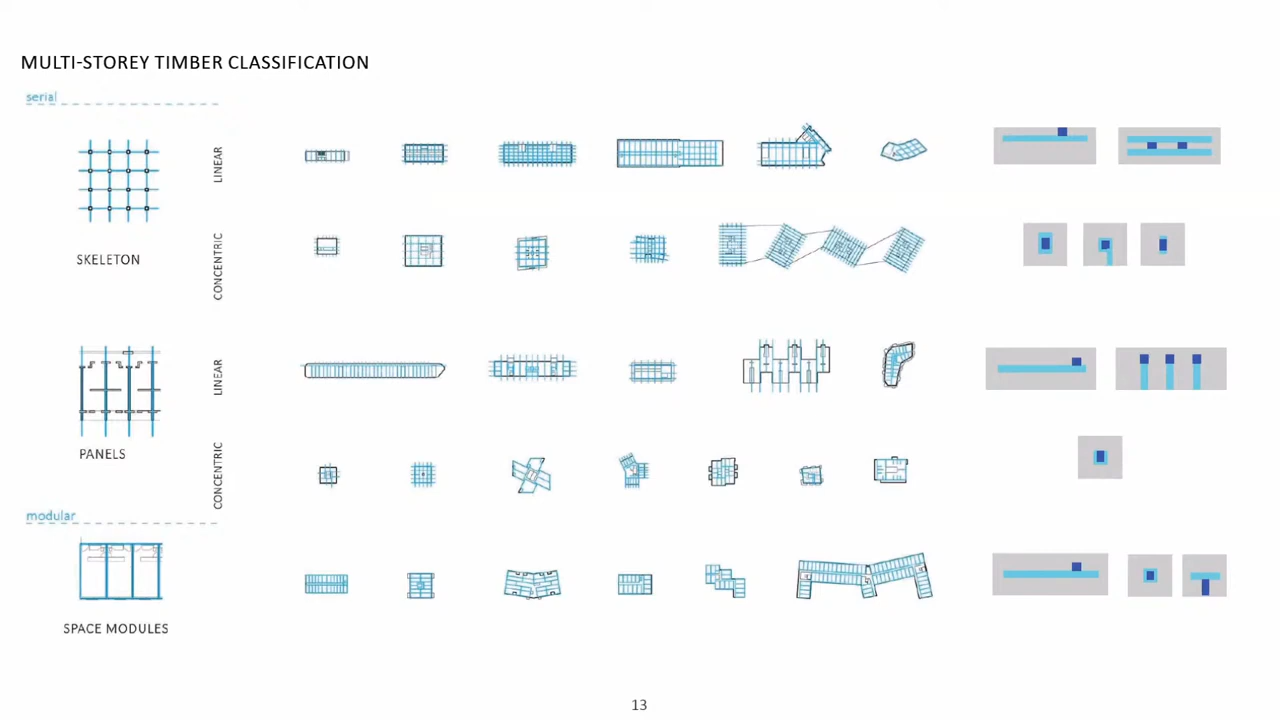 MULTI-STOREY TIMBER CLASSIFICATION
serial
LINEAR
SKELETON
CONCENTRIC
LINEAR
PANELS
CONCENTRIC
modular
SPACE MODULES
13